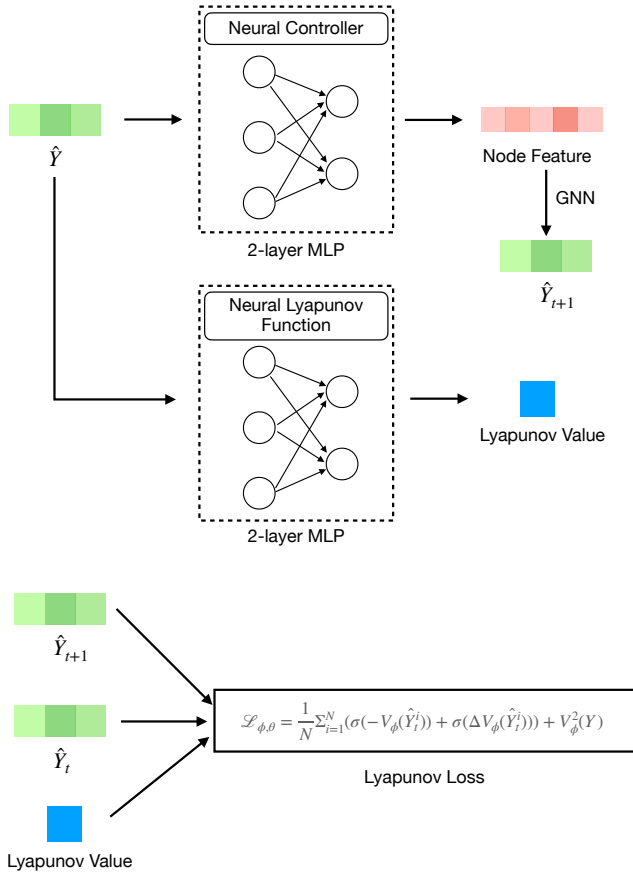 Neural Controller
Ŷ
Node Feature
GNN
2-layer MLP
Ŷ_{t+1}
Neural Lyapunov
Function
Lyapunov Value
2-layer MLP
Ŷ_{t+1}
ℒ_{ϕ,θ} = \frac{1}{N} Σ_{i=1}^{N} (σ(−V_ϕ(Ŷ_t^i)) + σ(ΔV_ϕ(Ŷ_t^i))) + V_ϕ^2(Y)
Ŷ_t
Lyapunov Loss
Lyapunov Value